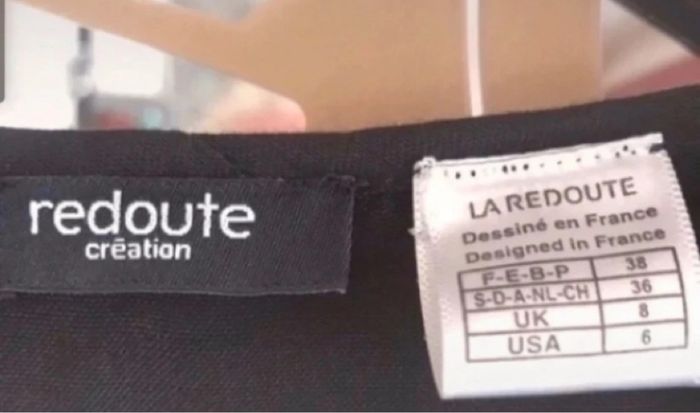 redoute
création
LA REDOUTE
Dessiné en France
Designed in France
F-E-B-P 38
S-D-A-NL-CH 36
UK 8
USA 6